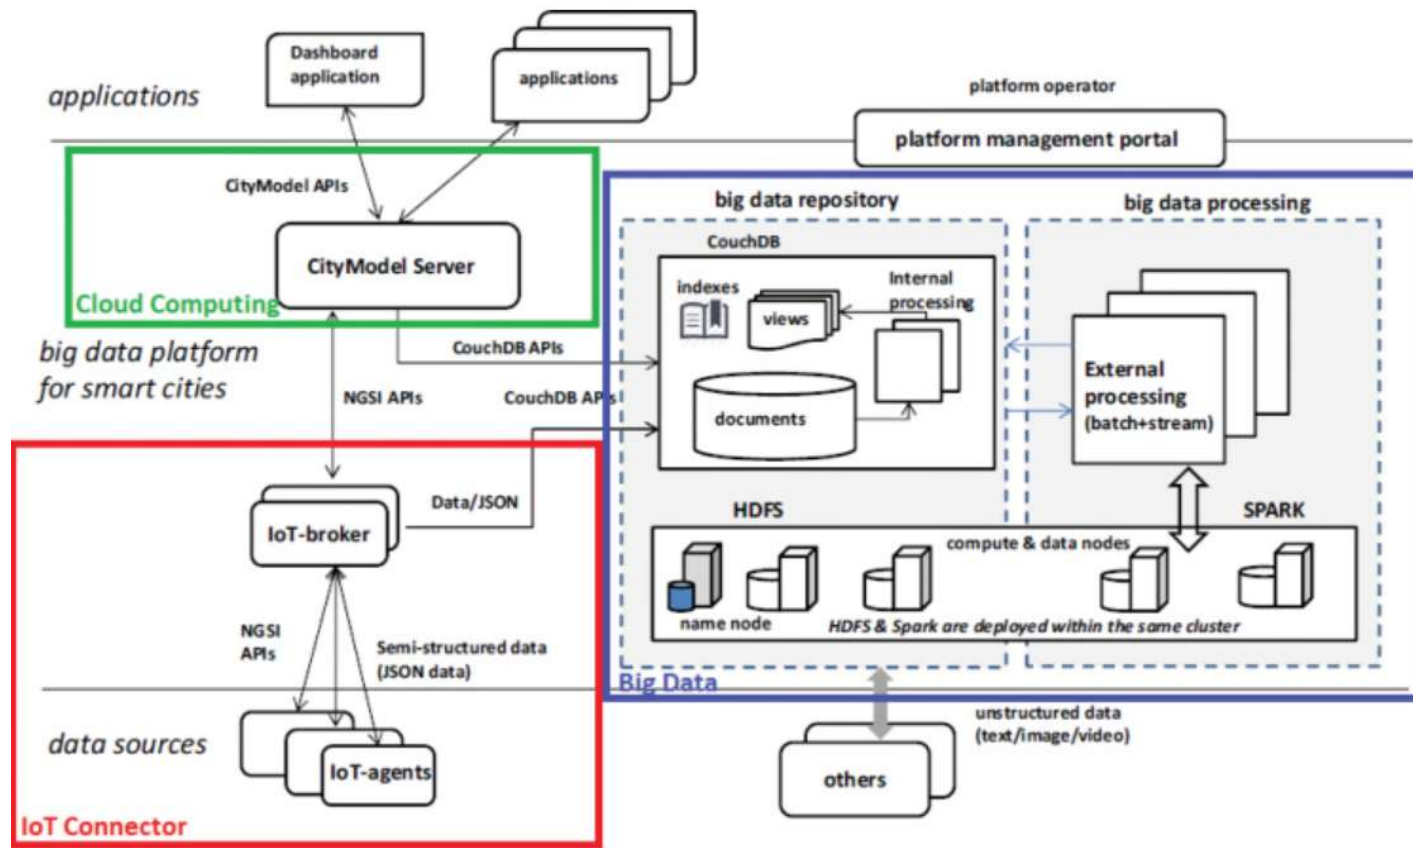 Dashboard
application
applications
applications
platform operator
platform management portal
CityModel APIs
CityModel Server
Cloud Computing
big data platform
for smart cities
CouchDB APIs
NGSI APIs
CouchDB APIs
big data repository
big data processing
CouchDB
indexes
views
Internal
processing
documents
External
processing
(batch+stream)
HDFS
SPARK
compute & data nodes
name node
HDFS & Spark are deployed within the same cluster
Big Data
IoT-broker
Data/JSON
NGSI
APIs
Semi-structured data
(JSON data)
data sources
IoT-agents
IoT Connector
unstructured data
(text/image/video)
others